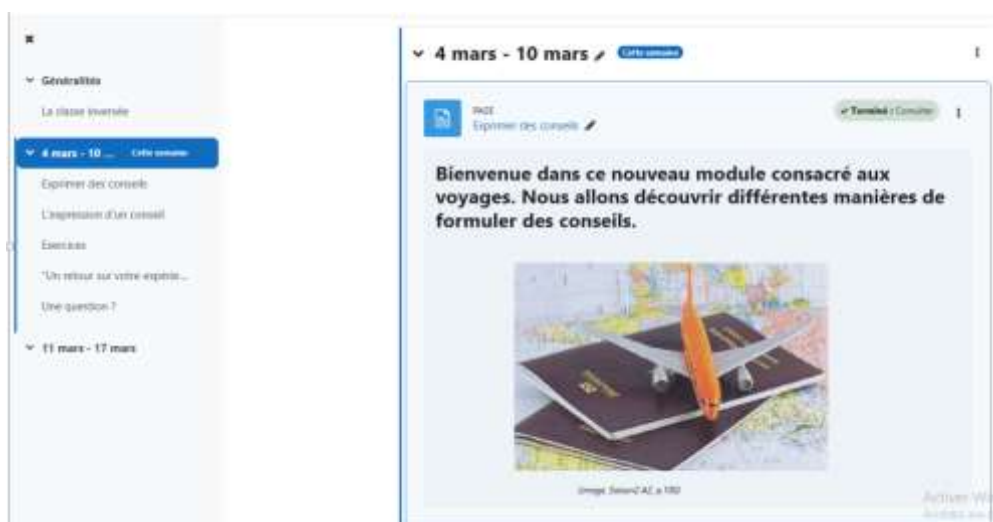 Généralités
La classe inversée
4 mars - 10 ... Cette semaine
Exprimer des conseils
L'expression d'un conseil
Exercices
"Un retour sur votre expérie...
Une question ?
11 mars - 17 mars
4 mars - 10 mars Cette semaine
PAGE
Exprimer des conseils
Terminé : Consulter
Bienvenue dans ce nouveau module consacré aux
voyages. Nous allons découvrir différentes manières de
formuler des conseils.